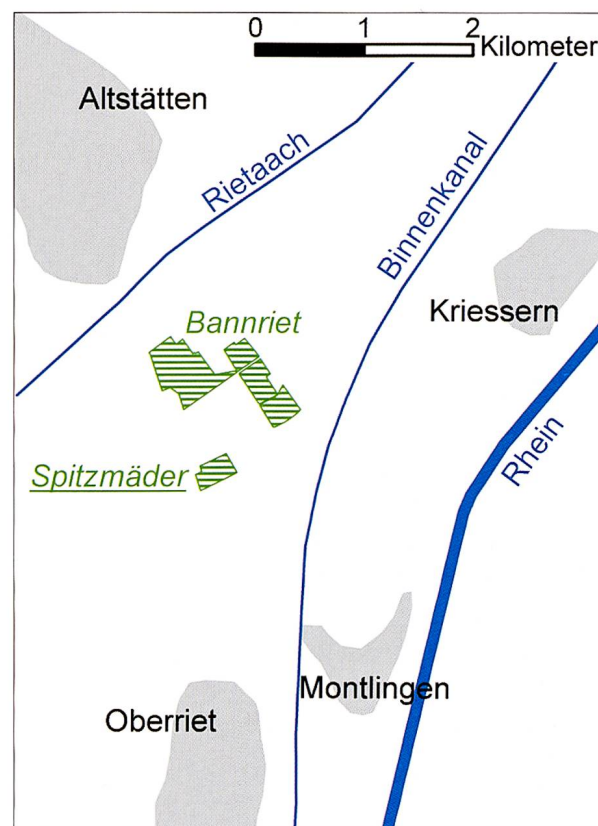 0 1 2
Kilometer
Altstätten
Rietaach
Binnenkanal
Kriessern
Bannriet
Rhein
Spitzmäder
Montlingen
Oberriet